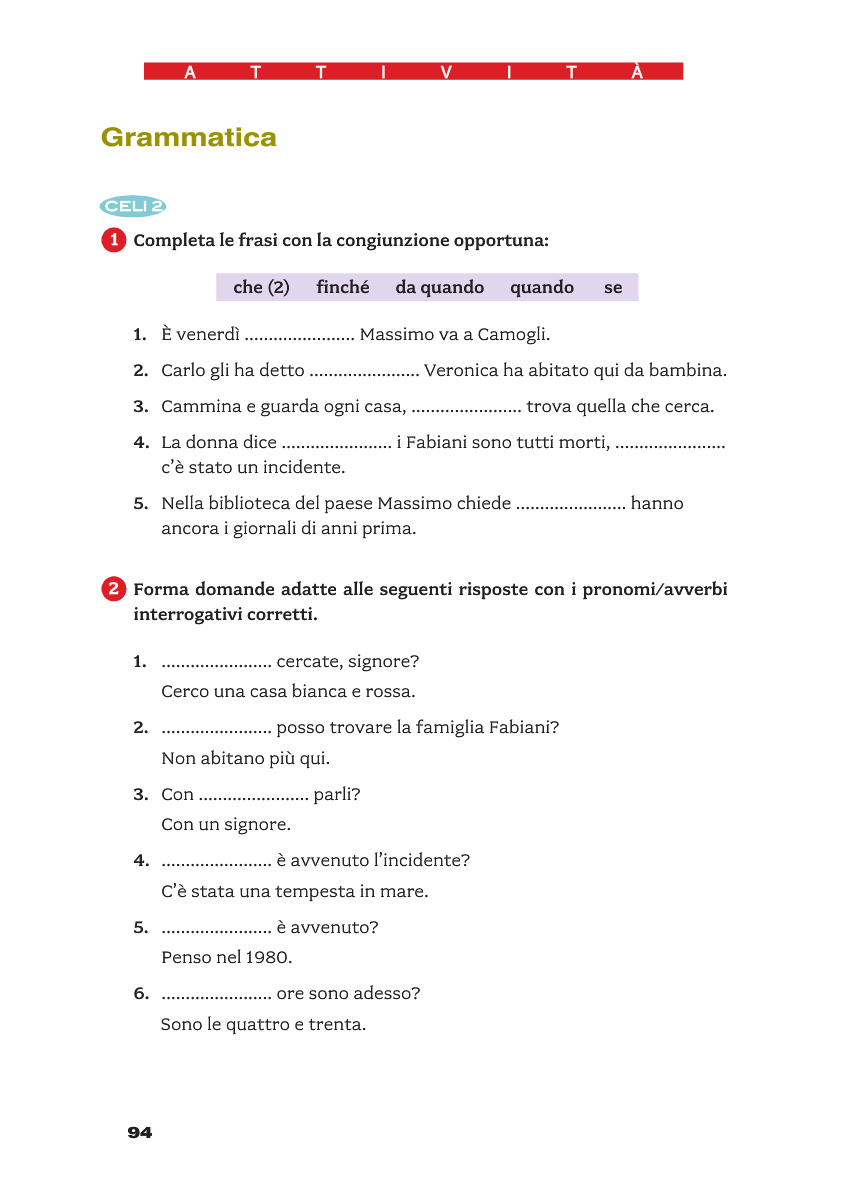 A T T I V I T À
Grammatica
CELI 2
1 Completa le frasi con la congiunzione opportuna:
che (2) finché da quando quando se
1. È venerdì ....................... Massimo va a Camogli.
2. Carlo gli ha detto ....................... Veronica ha abitato qui da bambina.
3. Cammina e guarda ogni casa, ....................... trova quella che cerca.
4. La donna dice ....................... i Fabiani sono tutti morti, .......................
c’è stato un incidente.
5. Nella biblioteca del paese Massimo chiede ....................... hanno
ancora i giornali di anni prima.
2 Forma domande adatte alle seguenti risposte con i pronomi/avverbi
interrogativi corretti.
1. ....................... cercate, signore?
Cerco una casa bianca e rossa.
2. ....................... posso trovare la famiglia Fabiani?
Non abitano più qui.
3. Con ....................... parli?
Con un signore.
4. ....................... è avvenuto l’incidente?
C’è stata una tempesta in mare.
5. ....................... è avvenuto?
Penso nel 1980.
6. ....................... ore sono adesso?
Sono le quattro e trenta.
94